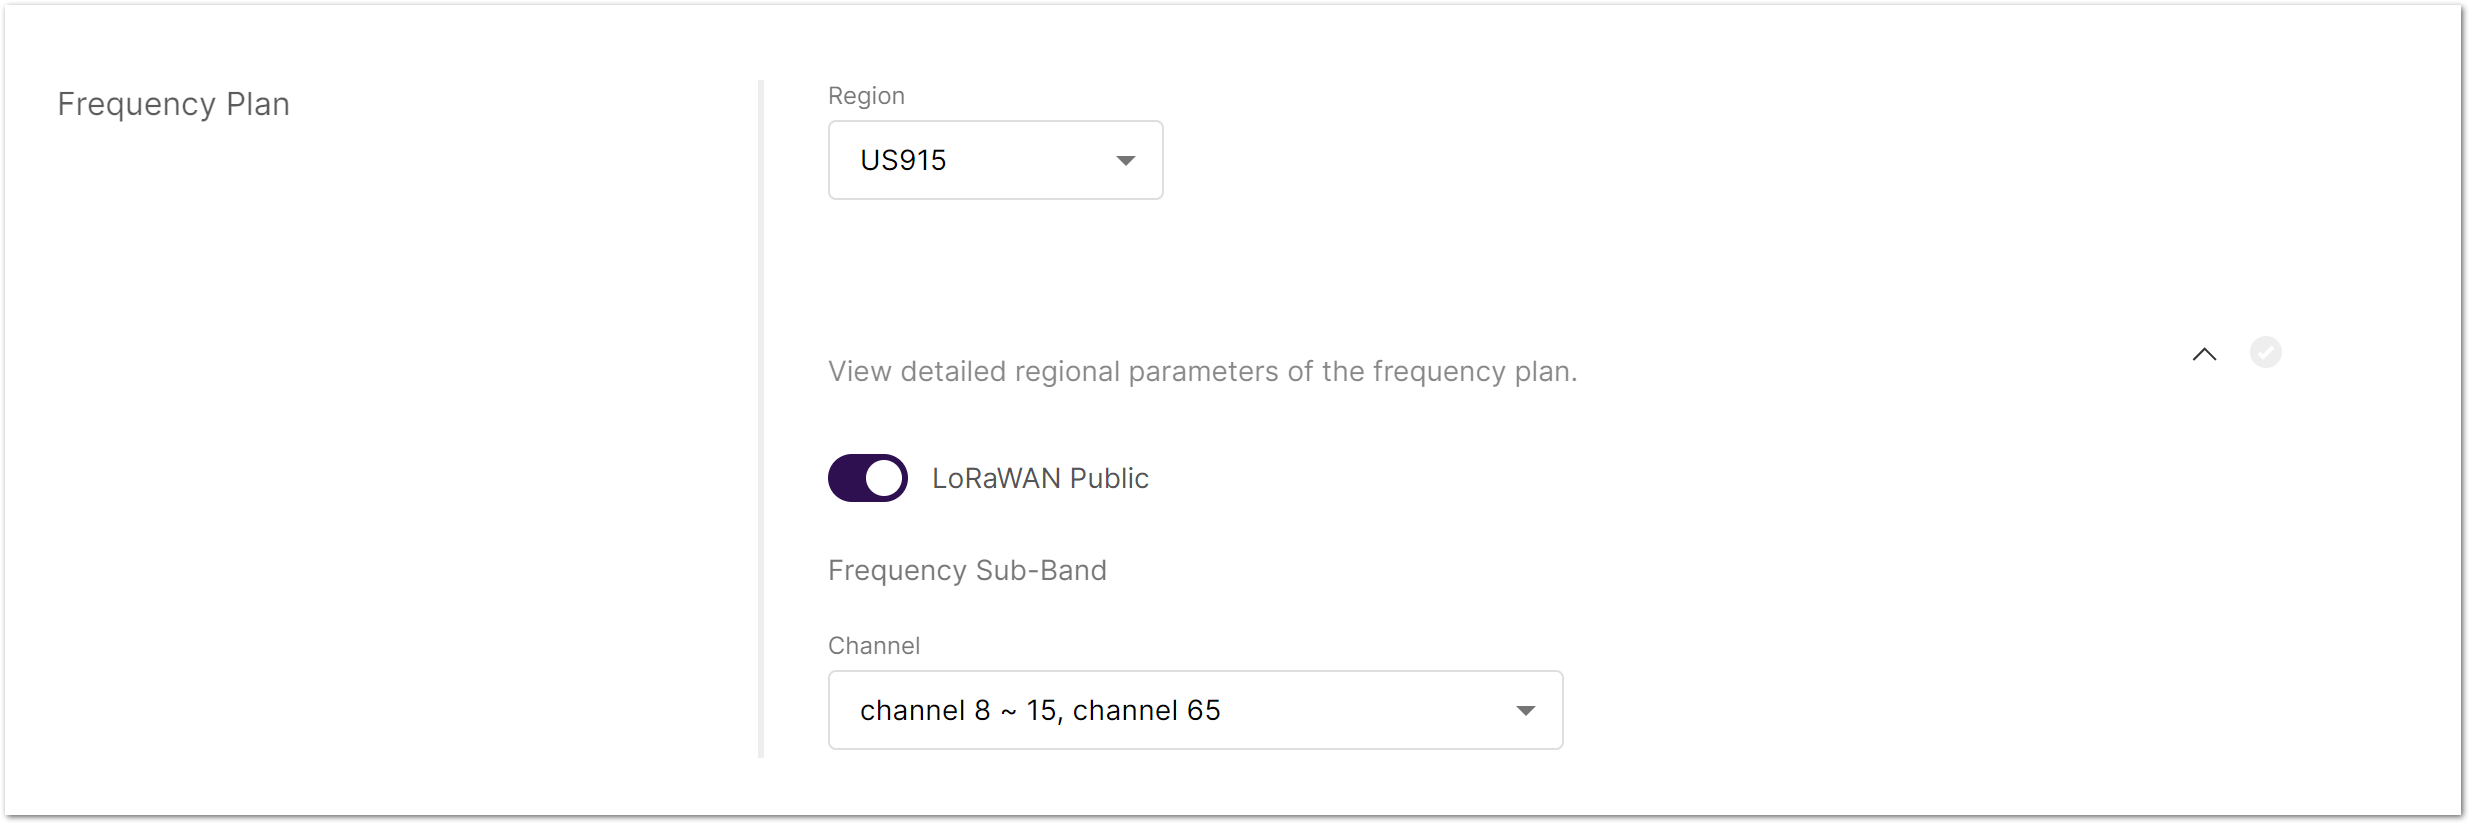 Frequency Plan
Region
US915
View detailed regional parameters of the frequency plan.
LoRaWAN Public
Frequency Sub-Band
Channel
channel 8 ~ 15, channel 65